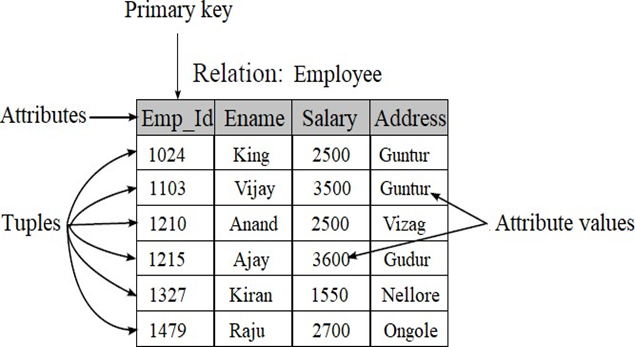 Primary key
Relation: Employee
Attributes
Emp_Id Ename Salary Address
1024 King 2500 Guntur
1103 Vijay 3500 Guntur
Tuples
1210 Anand 2500 Vizag
Attribute values
1215 Ajay 3600 Gudur
1327 Kiran 1550 Nellore
1479 Raju 2700 Ongole